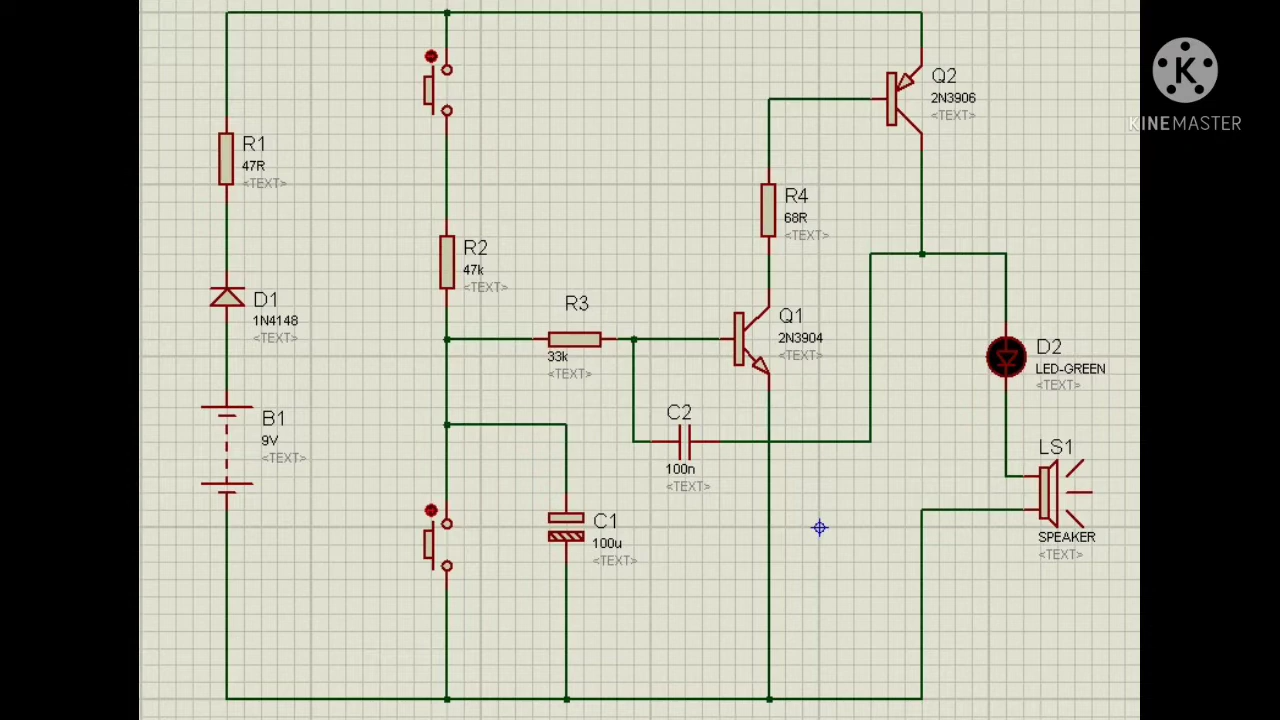 Q2
2N3906
<TEXT>
K
KINEMASTER
R1
47R
<TEXT>
R4
68R
<TEXT>
R2
47k
<TEXT>
D1
1N4148
<TEXT>
R3
33k
<TEXT>
Q1
2N3904
<TEXT>
D2
LED-GREEN
<TEXT>
B1
9V
<TEXT>
C2
100n
<TEXT>
LS1
SPEAKER
<TEXT>
C1
100u
<TEXT>